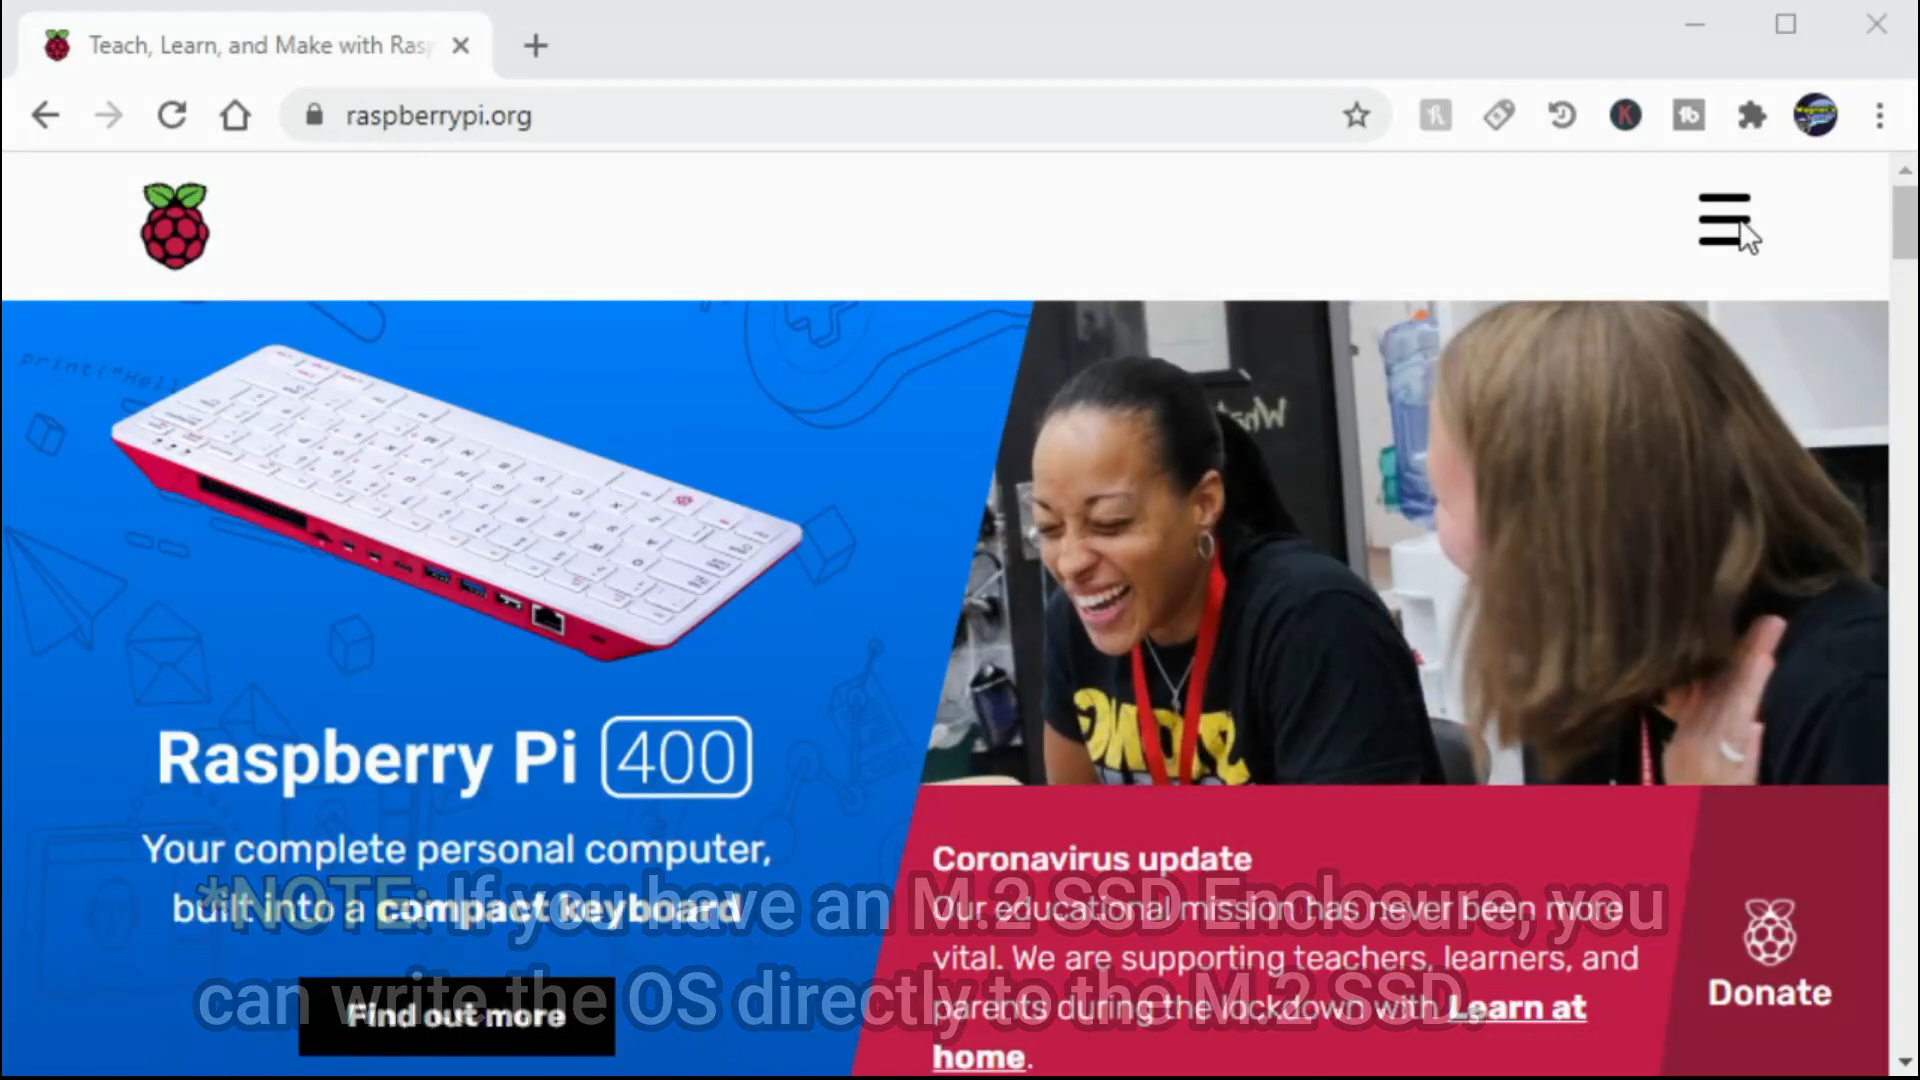 Teach, Learn, and Make with Rasp
raspberrypi.org
print("Hell
Raspberry Pi 400
Your complete personal computer,
built into a compact keyboard
Find out more
Coronavirus update
Our educational mission has never been more
vital. We are supporting teachers, learners, and
parents during the lockdown with Learn at
home.
Donate
*NOTE: If you have an M.2 SSD Enclosure, you
can write the OS directly to the M.2 SSD,